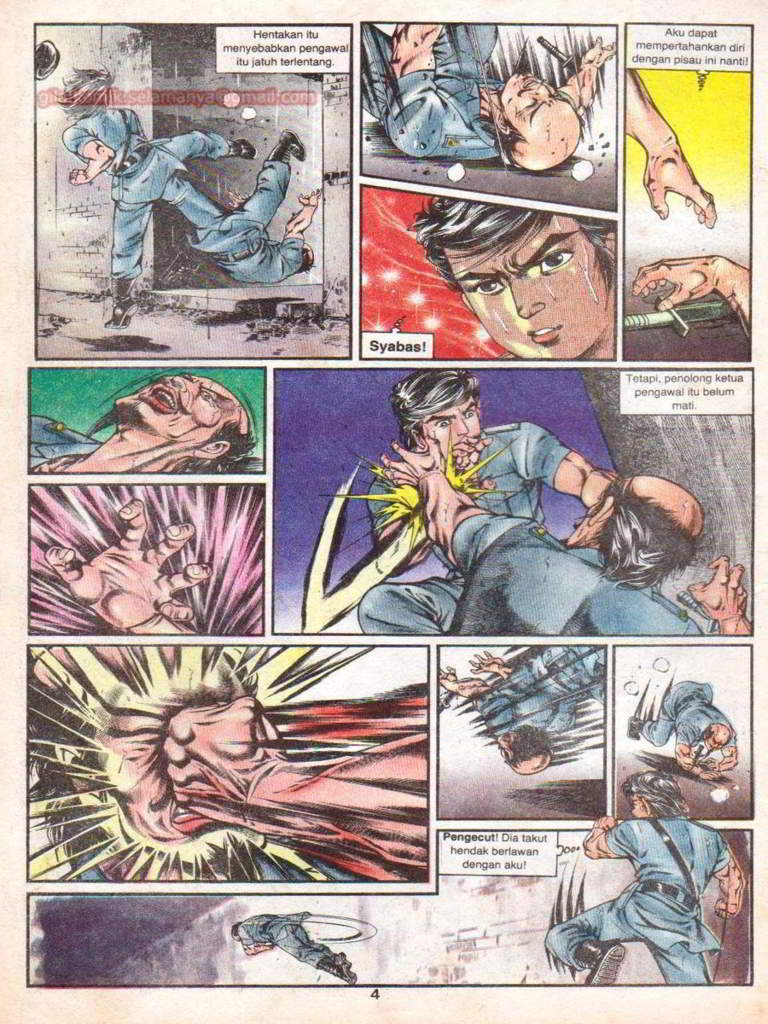 Hentakan itu
menyebabkan pengawal
itu jatuh terlentang.
Aku dapat
mempertahankan diri
dengan pisau ini nanti!
Syabas!
Tetapi, penolong ketua
pengawal itu belum
mati.
Pengecut! Dia takut
hendak berlawan
dengan aku!
4